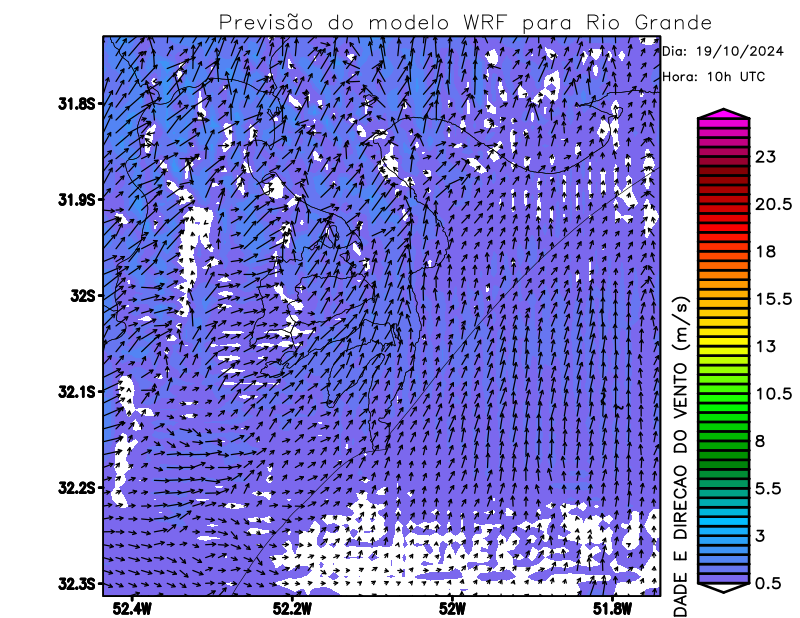 Previsão do modelo WRF para Rio Grande
Dia: 19/10/2024
Hora: 10h UTC
31.8S
31.9S
32S
32.1S
32.2S
32.3S
52.4W
52.2W
52W
51.8W
23
20.5
18
15.5
13
10.5
8
5.5
3
0.5
DADE E DIRECAO DO VENTO (m/s)